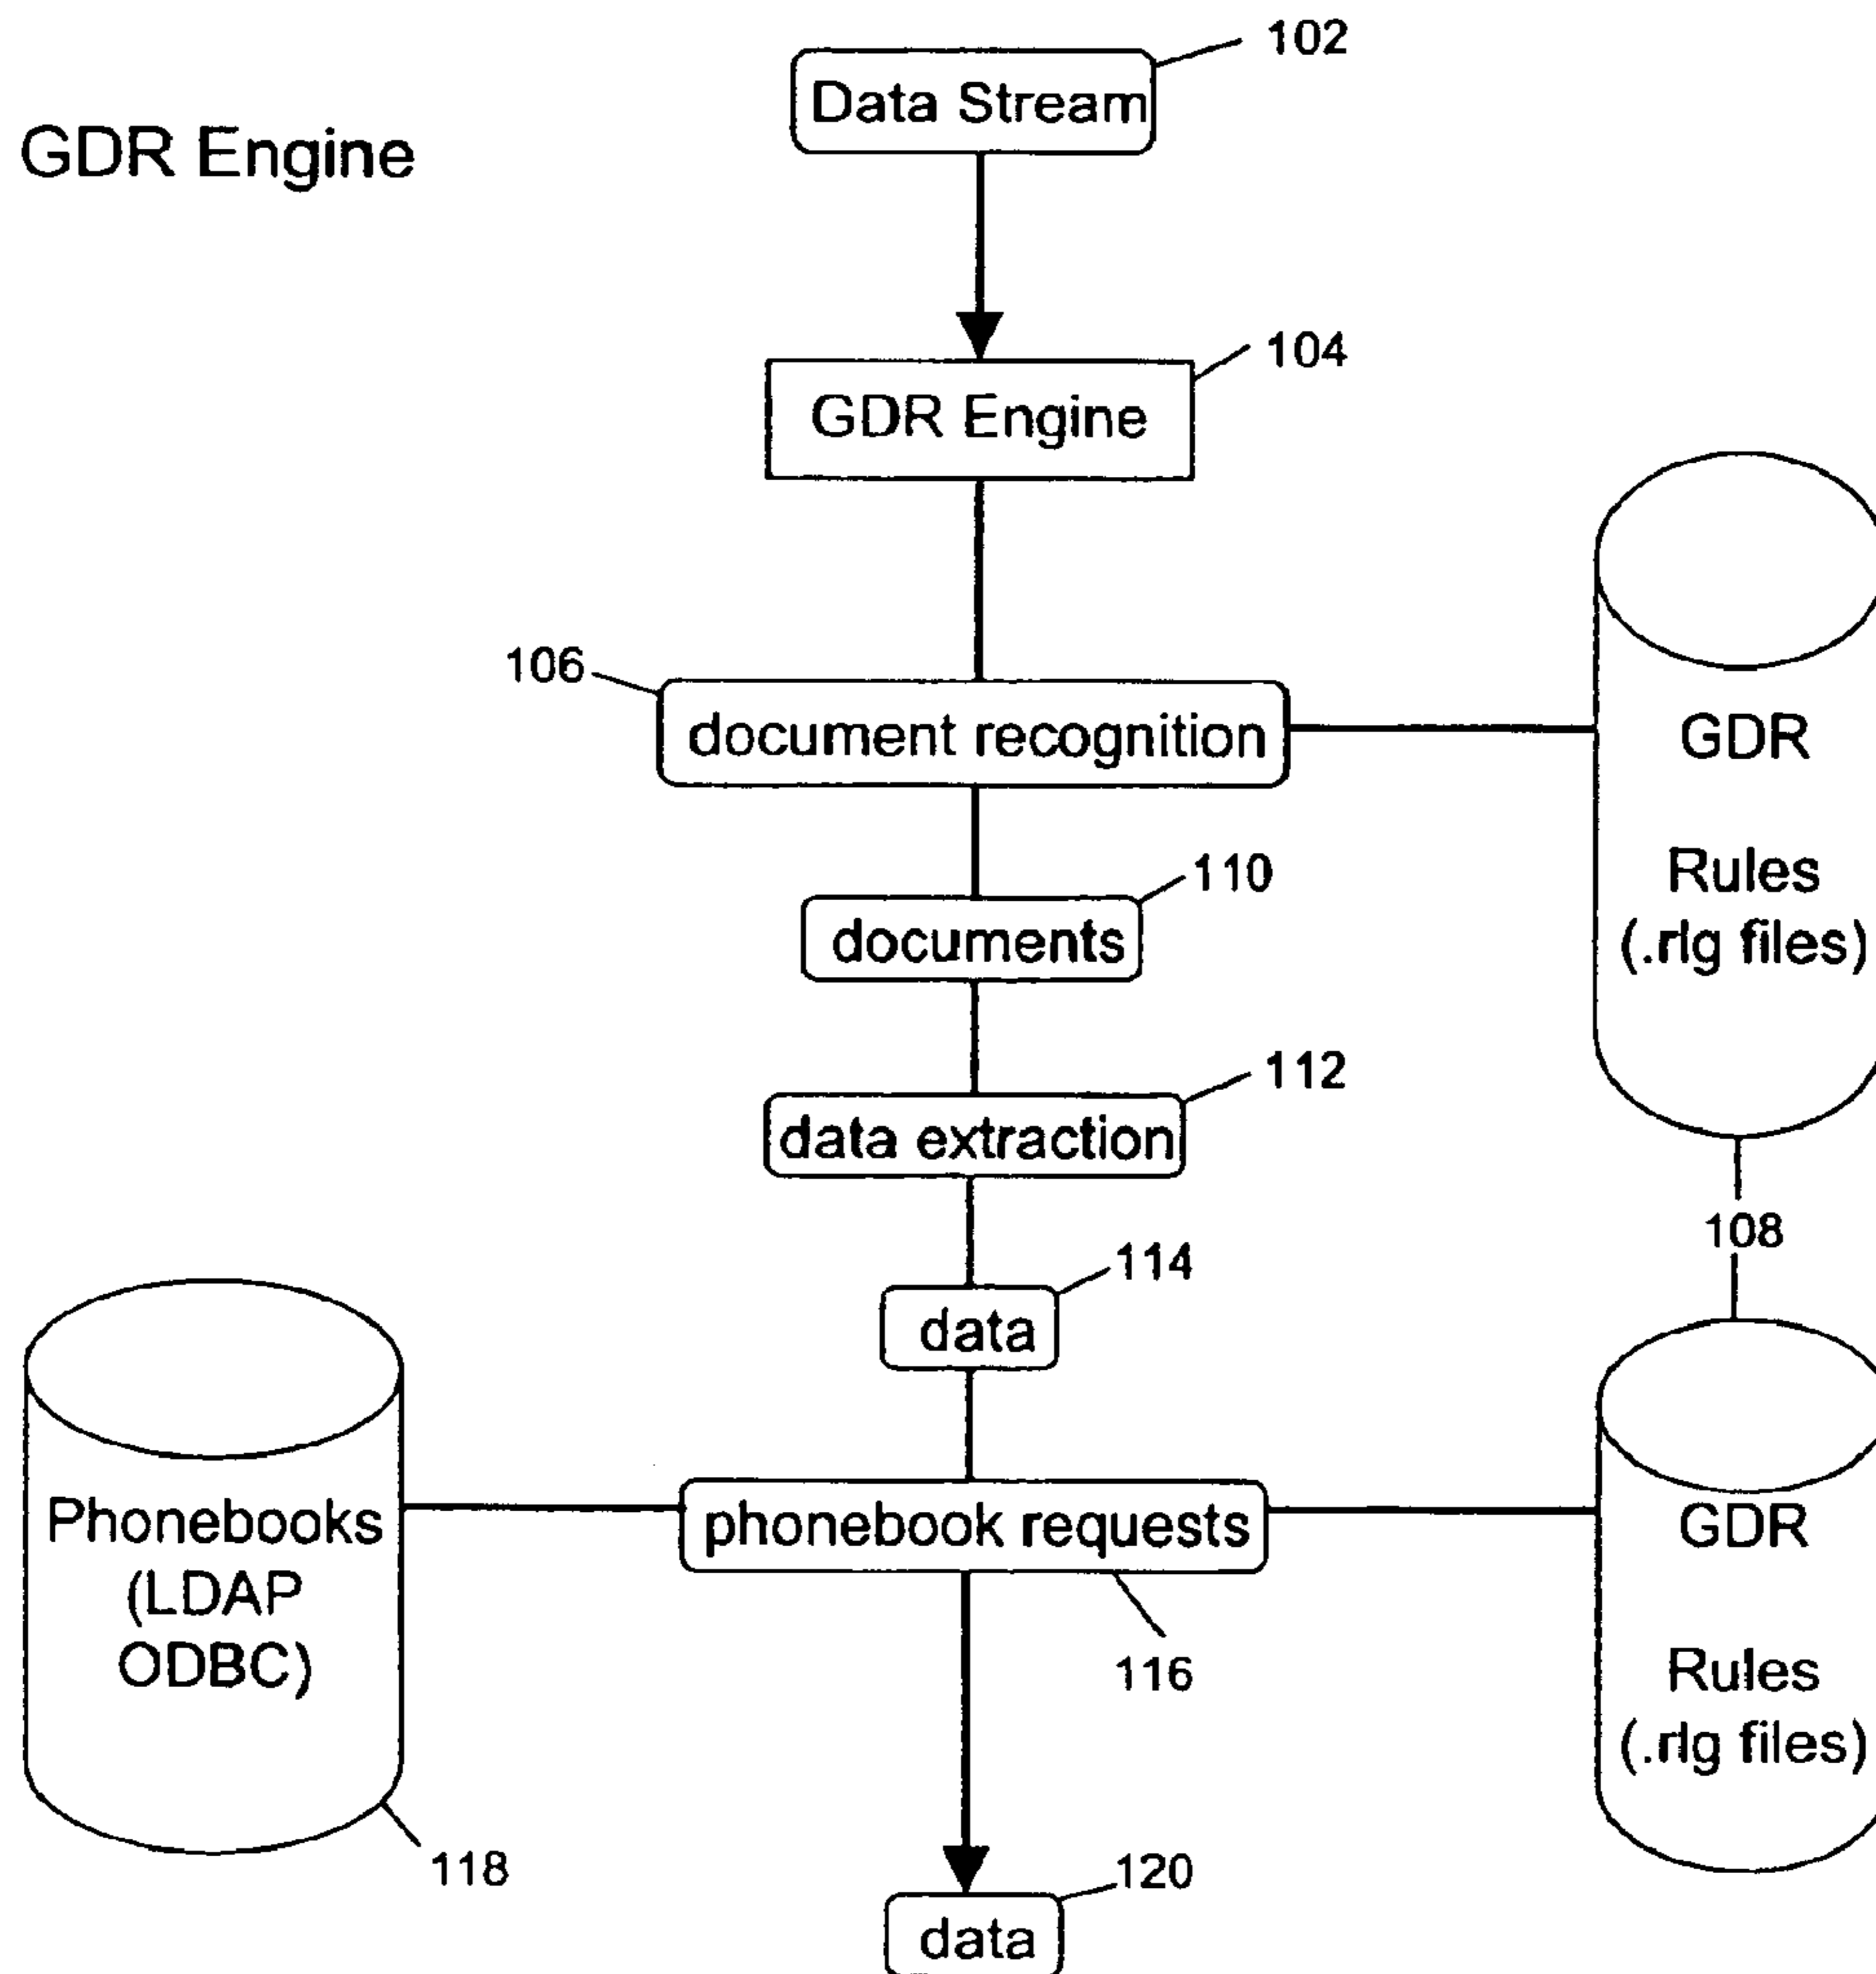 102
Data Stream
GDR Engine
104
GDR Engine
106
document recognition
GDR
Rules
(.rlg files)
110
documents
112
data extraction
108
114
data
Phonebooks
(LDAP
ODBC)
phonebook requests
GDR
116
Rules
(.rlg files)
118
120
data